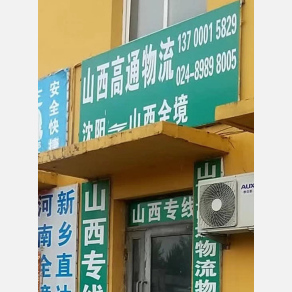 山西高通物流
137 0001 5829
024-8989 8005
沈阳 山西全境
安全快捷
河南全
新乡直达
山西专线
山西专线
物流
AUX